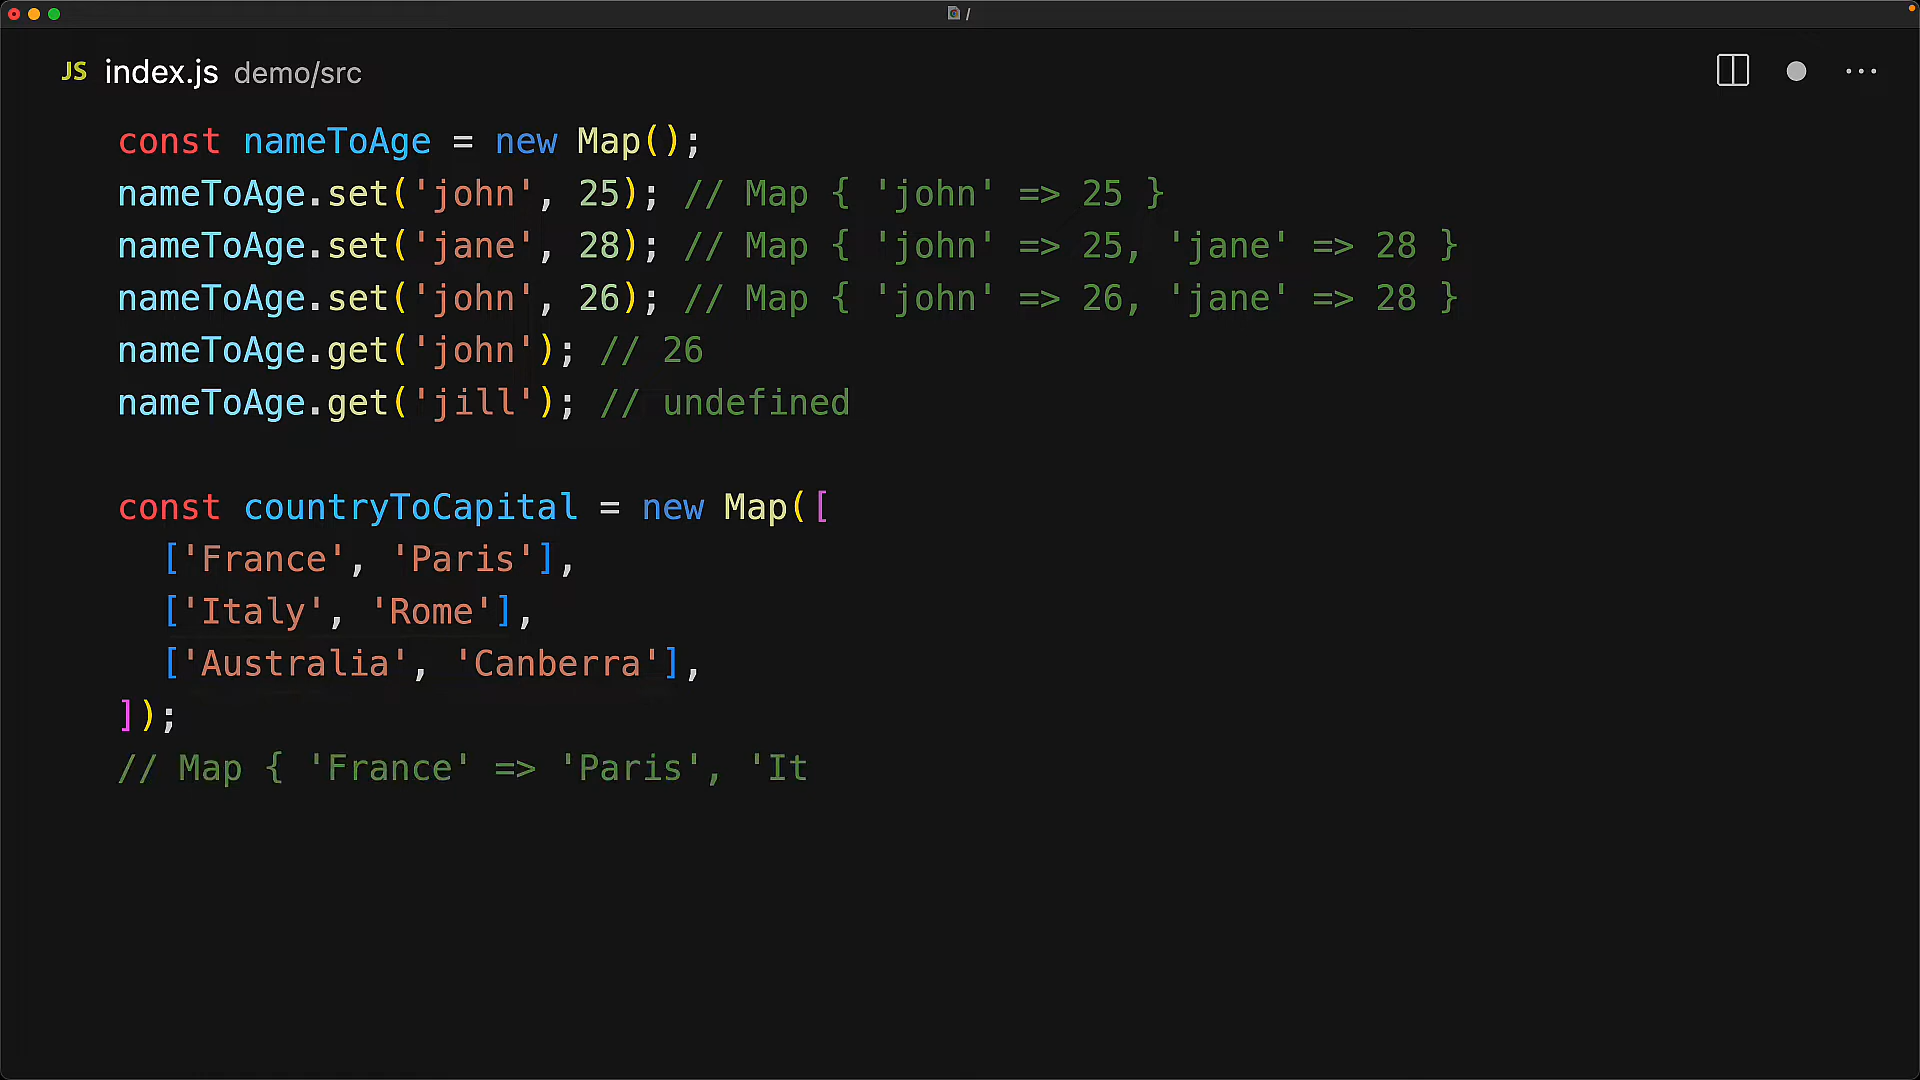 /
JS index.js demo/src
const nameToAge = new Map();
nameToAge.set('john', 25); // Map { 'john' => 25 }
nameToAge.set('jane', 28); // Map { 'john' => 25, 'jane' => 28 }
nameToAge.set('john', 26); // Map { 'john' => 26, 'jane' => 28 }
nameToAge.get('john'); // 26
nameToAge.get('jill'); // undefined

const countryToCapital = new Map([
  ['France', 'Paris'],
  ['Italy', 'Rome'],
  ['Australia', 'Canberra'],
]);
// Map { 'France' => 'Paris', 'It